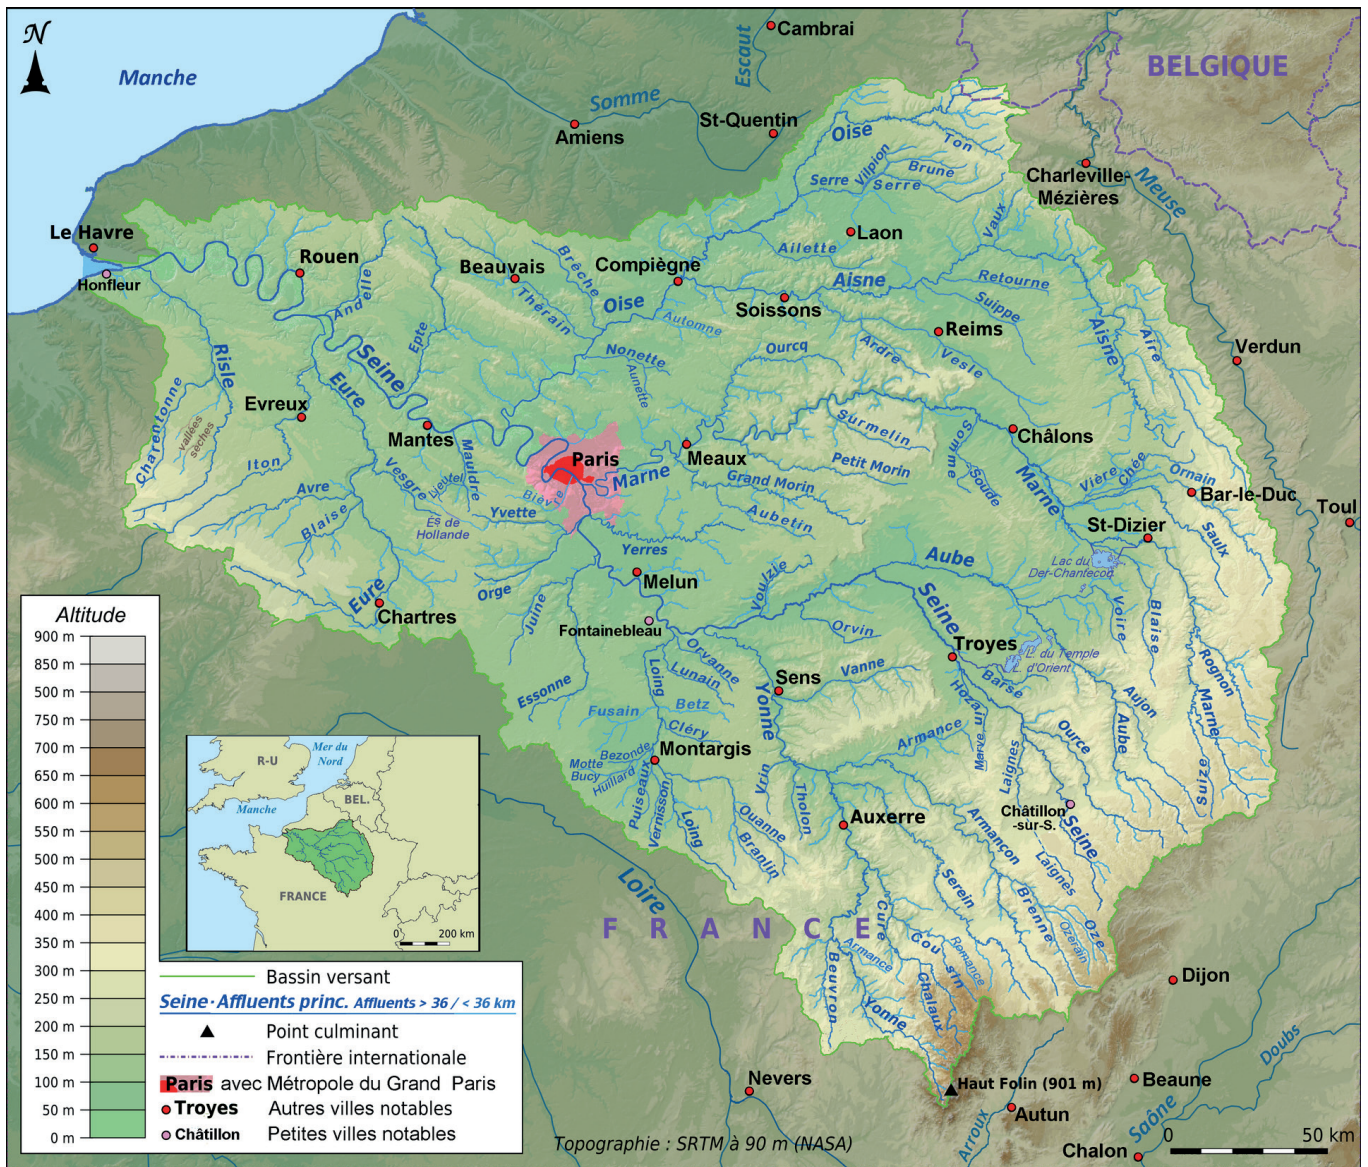 N
Manche
Cambrai
Escaut
BELGIQUE
Somme
Amiens
St-Quentin
Oise
Ton
Vilpion
Brune
Serre
Serre
Charleville-
Mézières
Meuse
Le Havre
Honfleur
Rouen
Andelle
Beauvais
Brêche
Thérain
Compiègne
Oise
Automne
Ailette
Laon
Vaux
Aisne
Soissons
Retourne
Suippe
Reims
Vesle
Ardre
Ourcq
Aisne
Aire
Verdun
Risle
Charentonne
vallées
sèches
Evreux
Eure
Seine
Epte
Mantes
Nonette
Aunette
Iton
Avre
Blaise
Vesgre
Lieutel
Mauldre
Es de
Hollande
Yvette
Bièvre
Paris
Marne
Meaux
Surmelin
Petit Morin
Grand Morin
Aubetin
Somme
Soude
Châlons
Marne
Vière
Chée
Ornain
Bar-le-Duc
Saulx
Toul
St-Dizier
Lac du
Der-Chantecoq
Eure
Chartres
Orge
Juine
Essonne
Yerres
Melun
Fontainebleau
Voulzie
Aube
Seine
Orvin
Troyes
L. du Temple
L. d'Orient
Barse
Voire
Blaise
Rognon
Marne
Suize
Aujon
Aube
Loing
Orvanne
Lunain
Sens
Vanne
Yonne
Fusain
Betz
Cléry
Bezonde
Montargis
Motte
Bucy
Huillard
Puiseaux
Vernisson
Loing
Ouanne
Branlin
Vrin
Tholon
Armance
Hozain
Marve
Laignes
Ource
Châtillon
-sur-S.
Seine
Auxerre
Armançon
Serein
Laignes
Brenne
Oze
Ozerain
Loire
FRANCE
Cure
Cousin
Romanée
Armance
Beuvron
Chalaux
Yonne
Dijon
Haut Folin (901 m)
Nevers
Autun
Arroux
Beaune
Saône
Doubs
Chalon
Altitude
900 m
850 m
500 m
750 m
700 m
650 m
600 m
550 m
500 m
450 m
400 m
350 m
300 m
250 m
200 m
150 m
100 m
50 m
0 m
R-U
Mer du
Nord
Manche
BEL.
FRANCE
0 200 km
Bassin versant
Seine · Affluents princ. Affluents > 36 / < 36 km
Point culminant
Frontière internationale
Paris avec Métropole du Grand Paris
Troyes Autres villes notables
Châtillon Petites villes notables
Topographie : SRTM à 90 m (NASA)
0 50 km